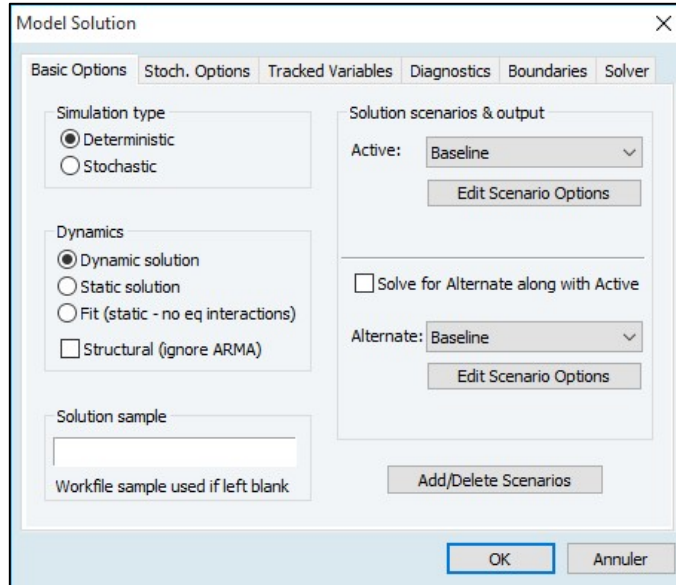 Model Solution
Basic Options Stoch. Options Tracked Variables Diagnostics Boundaries Solver
Simulation type
Deterministic
Stochastic
Dynamics
Dynamic solution
Static solution
Fit (static - no eq interactions)
Structural (ignore ARMA)
Solution sample
Workfile sample used if left blank
Solution scenarios & output
Active: Baseline
Edit Scenario Options
Solve for Alternate along with Active
Alternate: Baseline
Edit Scenario Options
Add/Delete Scenarios
OK Annuler